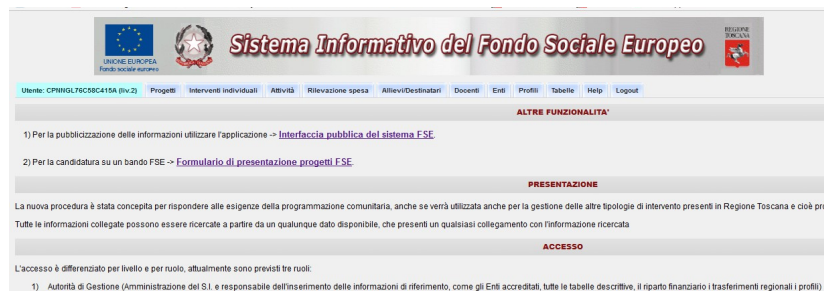 UNIONE EUROPEA
Fondo sociale europeo
Sistema Informativo del Fondo Sociale Europeo
REGIONE
TOSCANA
Utente: CPNNGL76C58C415A (liv.2) Progetti Interventi individuali Attività Rilevazione spesa Allievi/Destinatari Docenti Enti Profili Tabelle Help Logout
ALTRE FUNZIONALITA'
1) Per la pubblicizzazione delle informazioni utilizzare l'applicazione -> Interfaccia pubblica del sistema FSE.
2) Per la candidatura su un bando FSE -> Formulario di presentazione progetti FSE.
PRESENTAZIONE
La nuova procedura è stata concepita per rispondere alle esigenze della programmazione comunitaria, anche se verrà utilizzata anche per la gestione delle altre tipologie di intervento presenti in Regione Toscana e cioè pro
Tutte le informazioni collegate possono essere ricercate a partire da un qualunque dato disponibile, che presenti un qualsiasi collegamento con l'informazione ricercata
ACCESSO
L'accesso è differenziato per livello e per ruolo, attualmente sono previsti tre ruoli:
1) Autorità di Gestione (Amministrazione del S.I. e responsabile dell'inserimento delle informazioni di riferimento, come gli Enti accreditati, tutte le tabelle descrittive, il riparto finanziario i trasferimenti regionali i profili)